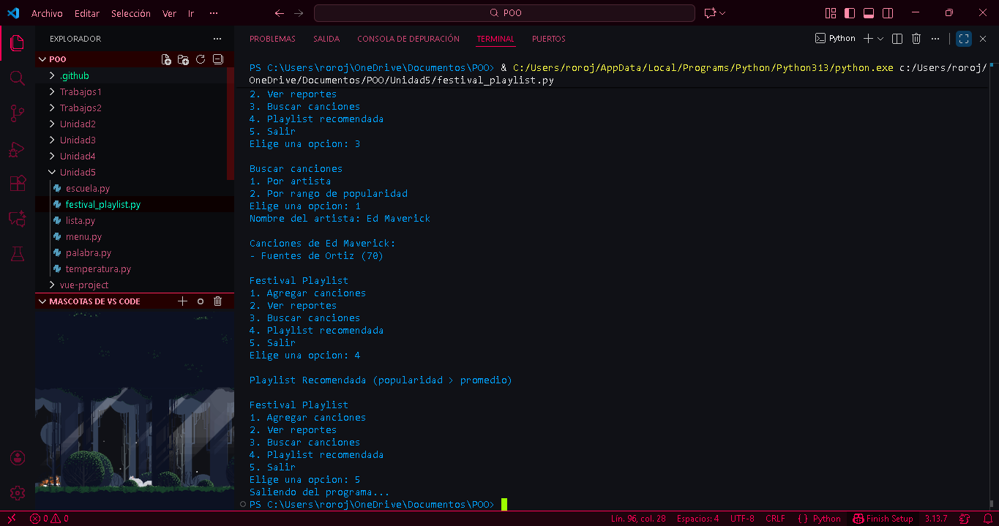 Archivo Editar Selección Ver Ir ··· POO
EXPLORADOR ···
POO
.github
Trabajos1
Trabajos2
Unidad2
Unidad3
Unidad4
Unidad5
escuela.py
festival_playlist.py
lista.py
menu.py
palabra.py
temperatura.py
vue-project
MASCOTAS DE VS CODE
PROBLEMAS SALIDA CONSOLA DE DEPURACIÓN TERMINAL PUERTOS Python ···
PS C:\Users\roroj\OneDrive\Documentos\POO> & C:/Users/roroj/AppData/Local/Programs/Python/Python313/python.exe c:/Users/roroj/
OneDrive/Documentos/POO/Unidad5/festival_playlist.py
2. Ver reportes
3. Buscar canciones
4. Playlist recomendada
5. Salir
Elige una opcion: 3
Buscar canciones
1. Por artista
2. Por rango de popularidad
Elige una opcion: 1
Nombre del artista: Ed Maverick
Canciones de Ed Maverick:
- Fuentes de Ortiz (70)
Festival Playlist
1. Agregar canciones
2. Ver reportes
3. Buscar canciones
4. Playlist recomendada
5. Salir
Elige una opcion: 4
Playlist Recomendada (popularidad > promedio)
Festival Playlist
1. Agregar canciones
2. Ver reportes
3. Buscar canciones
4. Playlist recomendada
5. Salir
Elige una opcion: 5
Saliendo del programa...
PS C:\Users\roroj\OneDrive\Documentos\POO>
0 0 Lín. 96, col. 28 Espacios: 4 UTF-8 CRLF { } Python Finish Setup 3.13.7